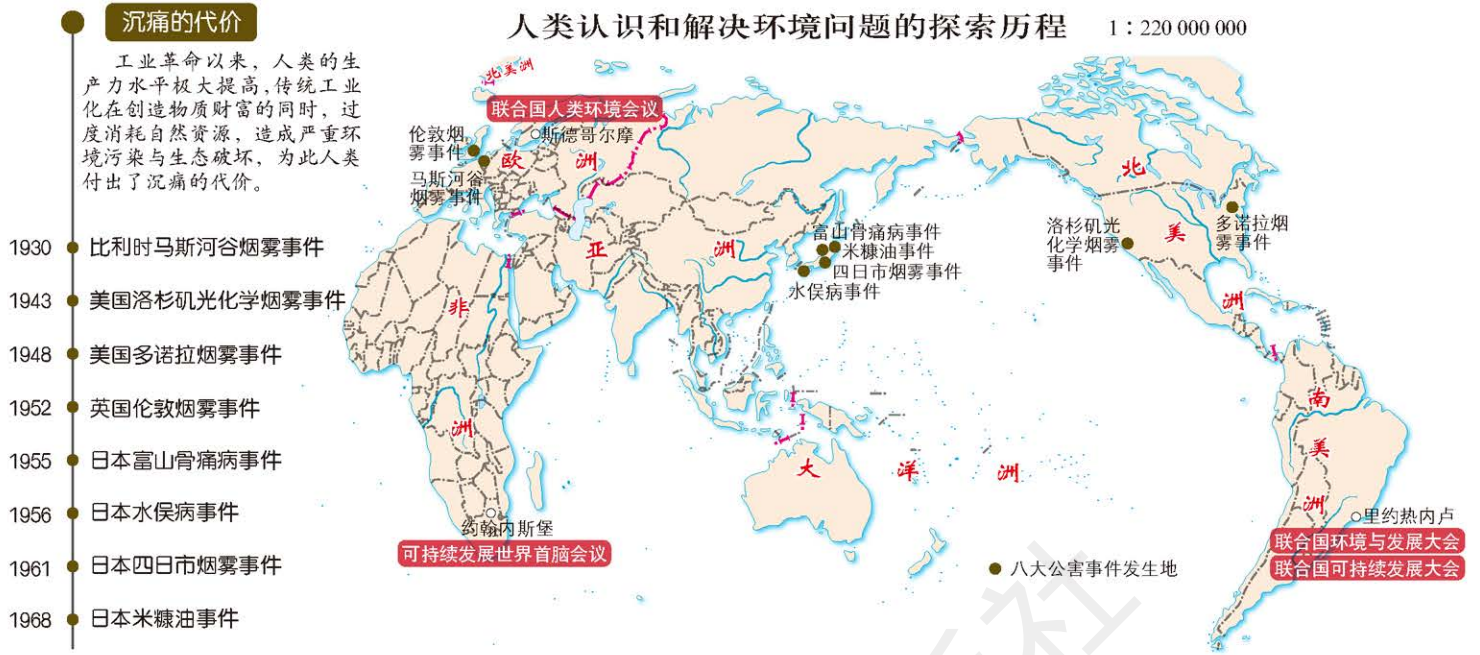 沉痛的代价
工业革命以来，人类的生
产力水平极大提高，传统工业
化在创造物质财富的同时，过
度消耗自然资源，造成严重环
境污染与生态破坏，为此人类
付出了沉痛的代价。
1930 比利时马斯河谷烟雾事件
1943 美国洛杉矶光化学烟雾事件
1948 美国多诺拉烟雾事件
1952 英国伦敦烟雾事件
1955 日本富山骨痛病事件
1956 日本水俣病事件
1961 日本四日市烟雾事件
1968 日本米糠油事件
人类认识和解决环境问题的探索历程 1：220 000 000
北美洲
联合国人类环境会议
斯德哥尔摩
伦敦烟
雾事件
马斯河谷
烟雾事件
欧洲
亚洲
非洲
富山骨痛病事件
米糠油事件
四日市烟雾事件
水俣病事件
北美洲
洛杉矶光
化学烟雾
事件
多诺拉烟
雾事件
大洋洲
南美洲
约翰内斯堡
可持续发展世界首脑会议
里约热内卢
联合国环境与发展大会
联合国可持续发展大会
八大公害事件发生地
社